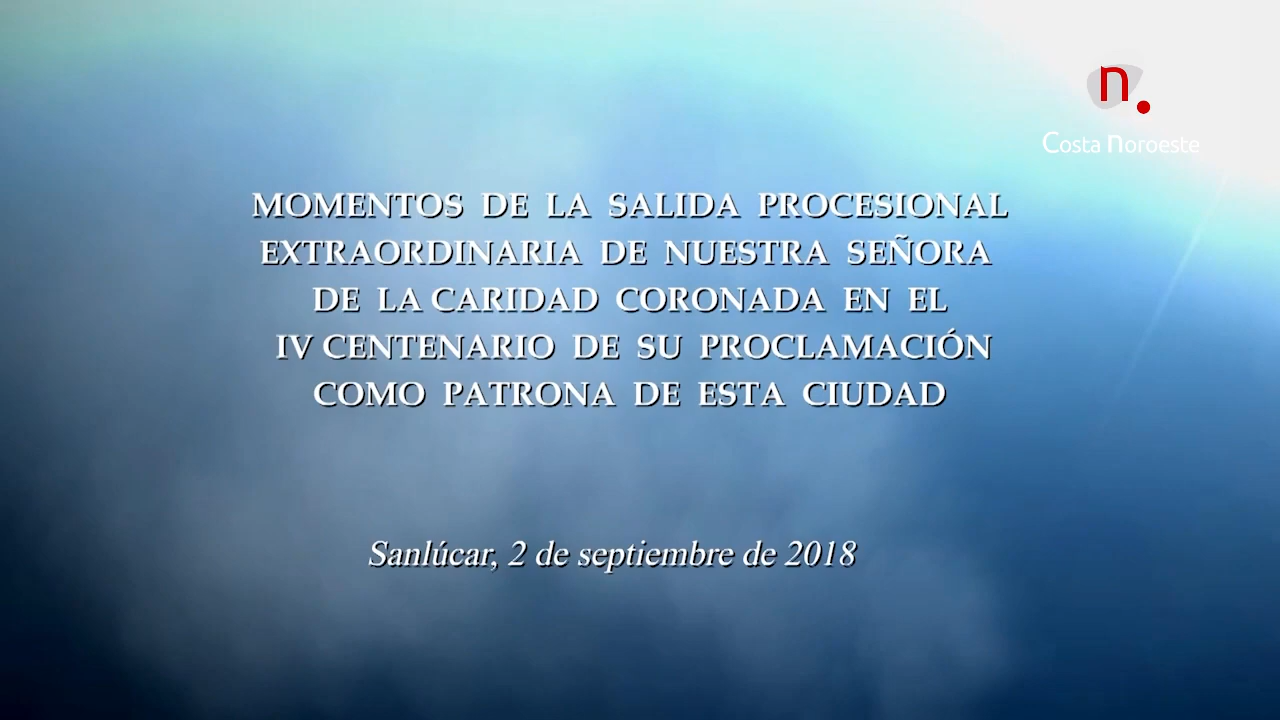 n.
Costa noroeste
MOMENTOS DE LA SALIDA PROCESIONAL
EXTRAORDINARIA DE NUESTRA SEÑORA
DE LA CARIDAD CORONADA EN EL
IV CENTENARIO DE SU PROCLAMACIÓN
COMO PATRONA DE ESTA CIUDAD
Sanlúcar, 2 de septiembre de 2018